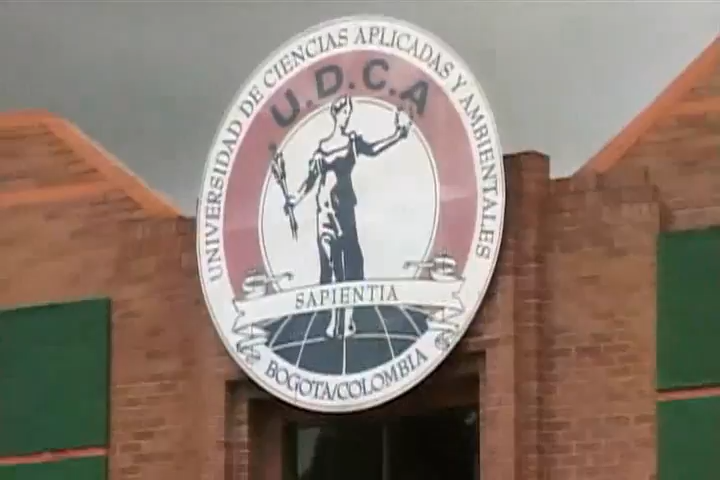 UNIVERSIDAD DE CIENCIAS APLICADAS Y AMBIENTALES
.U.D.C.A
SAPIENTIA
BOGOTA/COLOMBIA